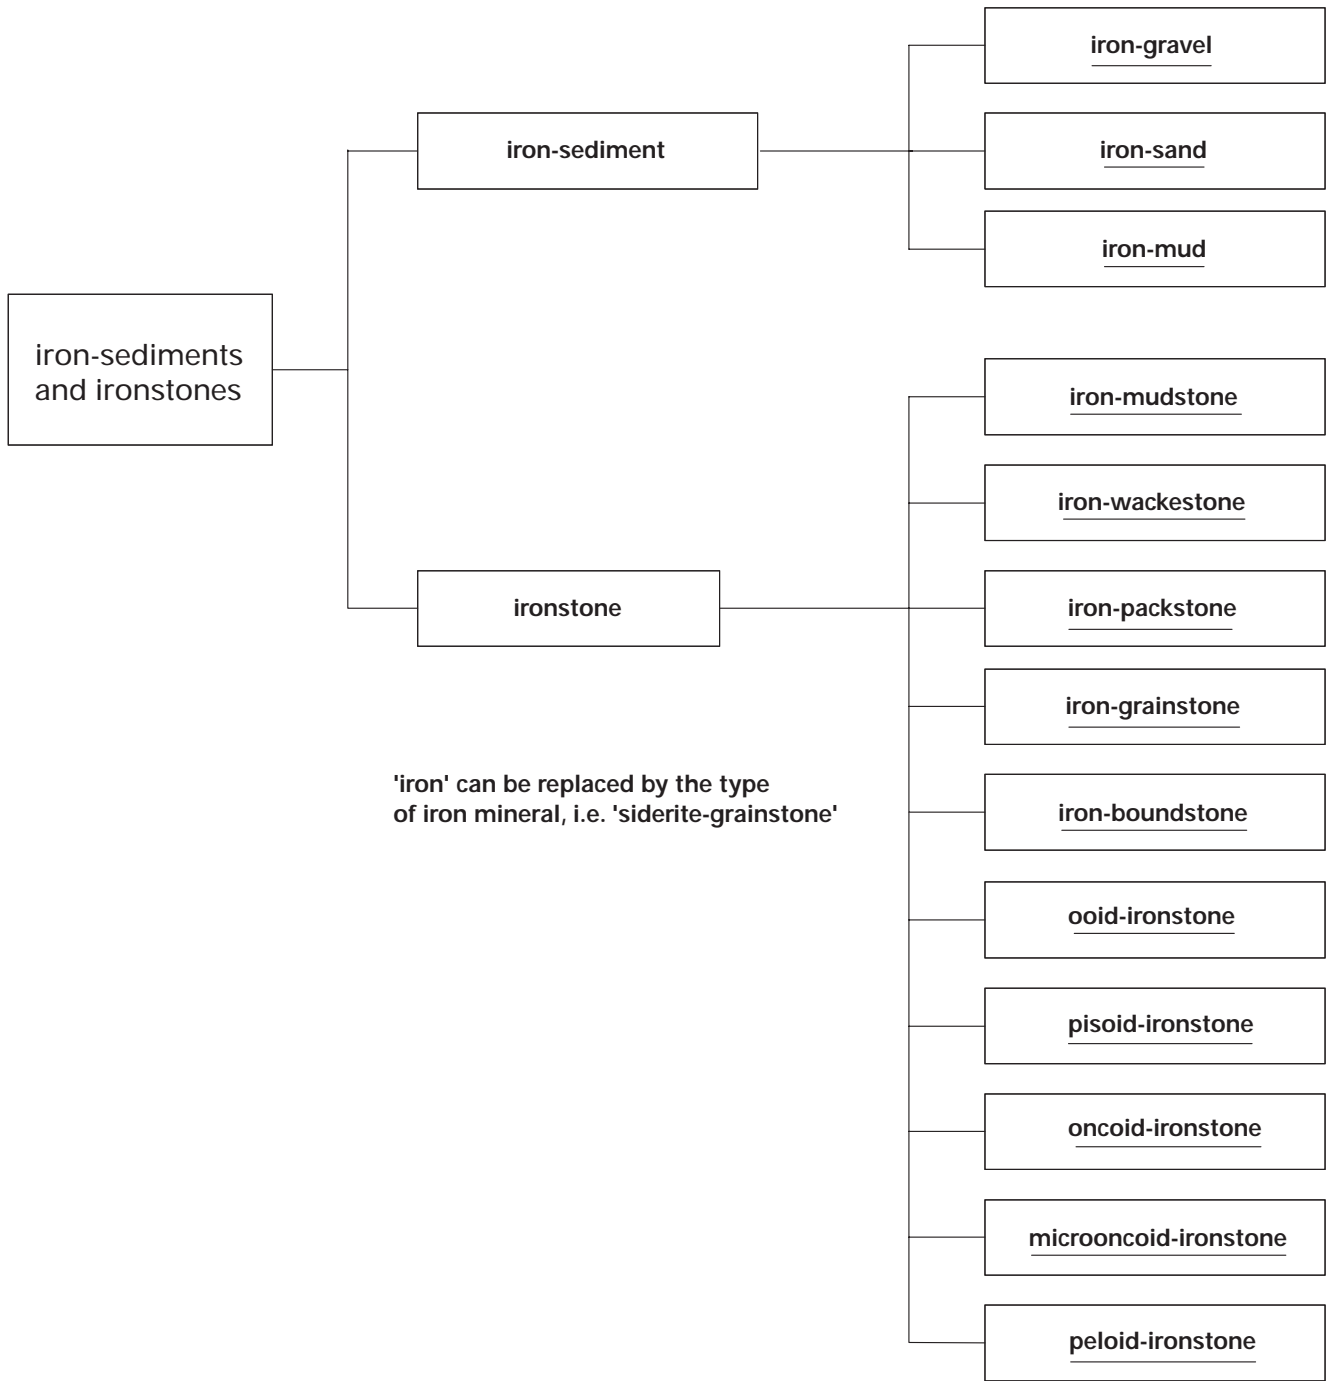 iron-gravel
iron-sediment
iron-sand
iron-mud
iron-sediments
and ironstones
iron-mudstone
iron-wackestone
ironstone
iron-packstone
iron-grainstone
'iron' can be replaced by the type
of iron mineral, i.e. 'siderite-grainstone'
iron-boundstone
ooid-ironstone
pisoid-ironstone
oncoid-ironstone
microoncoid-ironstone
peloid-ironstone